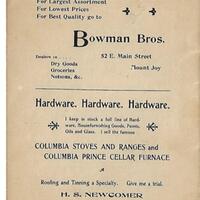 For Largest Assortment
For Lowest Prices
For Best Quality go to
Bowman Bros.
Dealers in ....
Dry Goods
Groceries
Notions, &c.
52 E. Main Street
Mount Joy
Hardware. Hardware. Hardware.
I keep in stock a full line of Hard-
ware, Housefurnishing Goods, Paints,
Oils and Glass. I sell the famous
COLUMBIA STOVES AND RANGES and
COLUMBIA PRINCE CELLAR FURNACE
Roofing and Tinning a Specialty. Give me a trial.
H. S. NEWCOMER